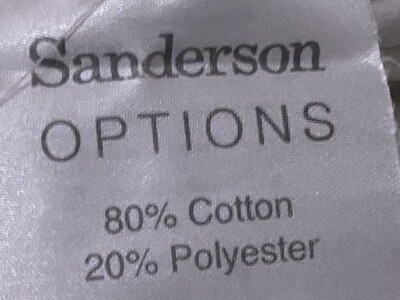 Sanderson
OPTIONS
80% Cotton
20% Polyester